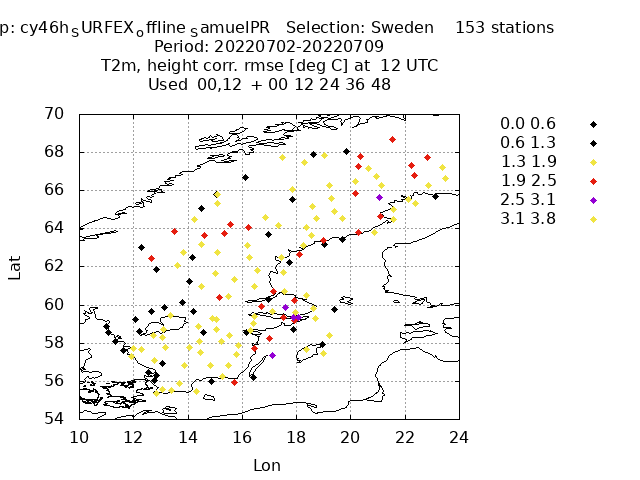 p: cy46hSURFEXoffline SamuelPR Selection: Sweden 153 stations
Period: 20220702-20220709
T2m, height corr. rmse [deg C] at 12 UTC
Used 00,12 + 00 12 24 36 48
70
68
66
64
62
60
58
56
54
Lat
10 12 14 16 18 20 22 24
Lon
0.0 0.6
0.6 1.3
1.3 1.9
1.9 2.5
2.5 3.1
3.1 3.8